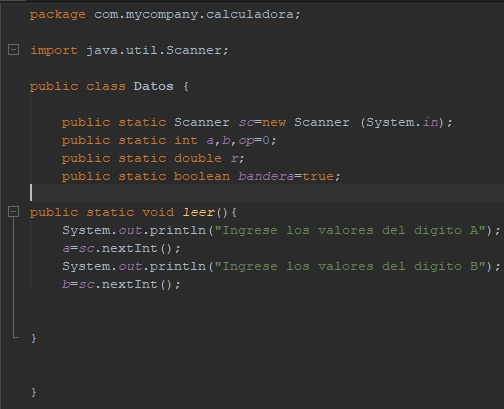 package com.mycompany.calculadora;
import java.util.Scanner;
public class Datos {
public static Scanner sc=new Scanner (System.in);
public static int a,b,op=0;
public static double r;
public static boolean bandera=true;
public static void leer(){
System.out.println("Ingrese los valores del digito A");
a=sc.nextInt();
System.out.println("Ingrese los valores del digito B");
b=sc.nextInt();
}
}